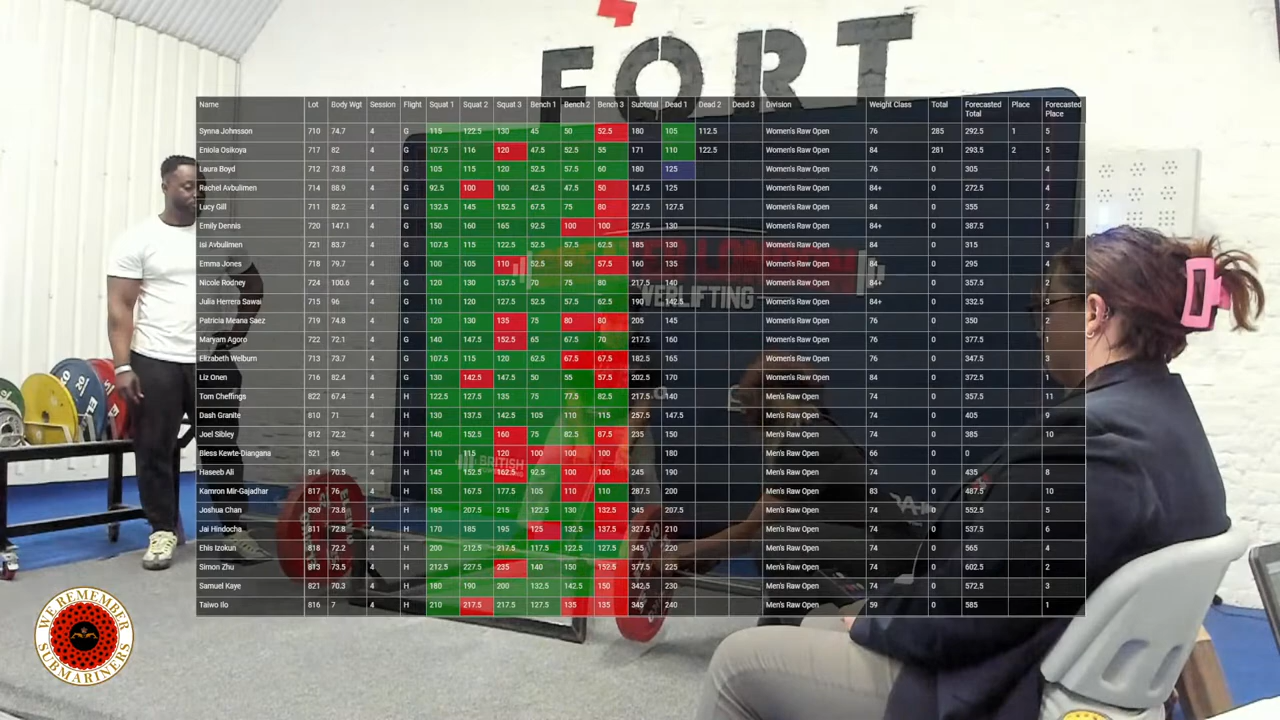 FORT
Name Lot Body Wgt Session Flight Squat 1 Squat 2 Squat 3 Bench 1 Bench 2 Bench 3 Subtotal Dead 1 Dead 2 Dead 3 Division Weight Class Total Forecasted Total Place Forecasted Place
Synna Johnsson 710 74.7 4 G 115 122.5 130 45 50 52.5 180 105 112.5 Women's Raw Open 76 285 292.5 1 5
Eniola Osikoya 717 82 4 G 107.5 116 120 47.5 52.5 55 171 110 122.5 Women's Raw Open 84 281 293.5 2 5
Laura Boyd 712 73.8 4 G 105 115 120 52.5 57.5 60 180 125 Women's Raw Open 76 0 305 4
Rachel Avbulimen 714 88.9 4 G 92.5 100 100 42.5 47.5 50 147.5 125 Women's Raw Open 84+ 0 272.5 4
Lucy Gill 711 82.2 4 G 132.5 145 152.5 67.5 75 80 227.5 127.5 Women's Raw Open 84 0 355 2
Emily Dennis 720 147.1 4 G 150 160 165 92.5 100 100 257.5 130 Women's Raw Open 84+ 0 387.5 1
Isi Avbulimen 721 83.7 4 G 107.5 115 122.5 52.5 57.5 62.5 185 130 Women's Raw Open 84 0 315 3
Emma Jones 718 79.7 4 G 100 105 110 52.5 55 57.5 160 135 Women's Raw Open 84 0 295 4
Nicole Rodney 724 100.6 4 G 120 130 137.5 70 75 80 217.5 140 Women's Raw Open 84+ 0 357.5 2
Julia Herrera Sawai 715 96 4 G 110 120 127.5 52.5 57.5 62.5 190 142.5 Women's Raw Open 84+ 0 332.5 3
Patricia Meana Saez 719 74.8 4 G 120 130 135 75 80 80 205 145 Women's Raw Open 76 0 350 2
Maryam Agoro 722 72.1 4 G 140 147.5 152.5 65 67.5 70 217.5 160 Women's Raw Open 76 0 377.5 1
Elizabeth Welburn 713 73.7 4 G 107.5 115 120 62.5 67.5 67.5 182.5 165 Women's Raw Open 76 0 347.5 3
Liz Onen 716 82.4 4 G 130 142.5 147.5 50 55 57.5 202.5 170 Women's Raw Open 84 0 372.5 1
Tom Cheffings 822 67.4 4 H 122.5 127.5 135 75 77.5 82.5 217.5 140 Men's Raw Open 74 0 357.5 11
Dash Granite 810 71 4 H 130 137.5 142.5 105 110 115 257.5 147.5 Men's Raw Open 74 0 405 9
Joel Sibley 812 72.2 4 H 140 152.5 160 75 82.5 87.5 235 150 Men's Raw Open 74 0 385 10
Bless Kewte-Diangana 521 66 4 H 110 115 120 100 100 100 180 Men's Raw Open 66 0 0
Haseeb Ali 814 70.5 4 H 145 152.5 162.5 92.5 100 100 245 190 Men's Raw Open 74 0 435 8
Kamron Mir-Gajadhar 817 76 4 H 155 167.5 177.5 105 110 110 287.5 200 Men's Raw Open 83 0 487.5 10
Joshua Chan 820 73.8 4 H 195 207.5 215 122.5 130 132.5 345 207.5 Men's Raw Open 74 0 552.5 5
Jai Hindocha 811 72.8 4 H 170 185 195 125 132.5 137.5 327.5 210 Men's Raw Open 74 0 537.5 6
Ehis Izokun 818 72.2 4 H 200 212.5 217.5 117.5 122.5 127.5 345 220 Men's Raw Open 74 0 565 4
Simon Zhu 813 73.5 4 H 212.5 227.5 235 140 150 152.5 377.5 225 Men's Raw Open 74 0 602.5 2
Samuel Kaye 821 70.3 4 H 180 190 200 132.5 142.5 150 342.5 230 Men's Raw Open 74 0 572.5 3
Taiwo Ilo 816 7 4 H 210 217.5 217.5 127.5 135 135 345 240 Men's Raw Open 59 0 585 1
BRITISH
WE REMEMBER
SUBMARINERS